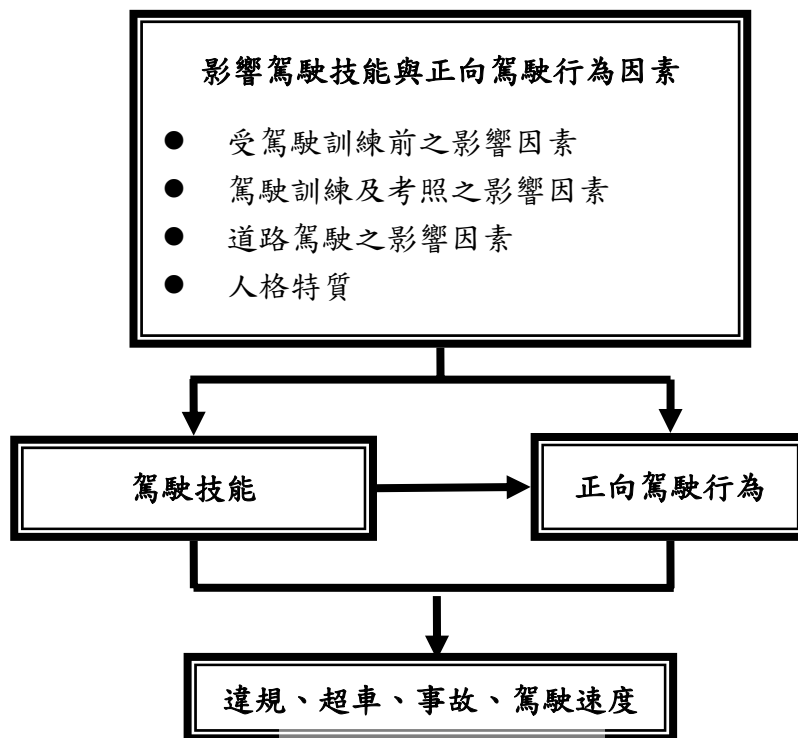 影響駕駛技能與正向駕駛行為因素
● 受駕駛訓練前之影響因素
● 駕駛訓練及考照之影響因素
● 道路駕駛之影響因素
● 人格特質
駕駛技能
正向駕駛行為
違規、超車、事故、駕駛速度